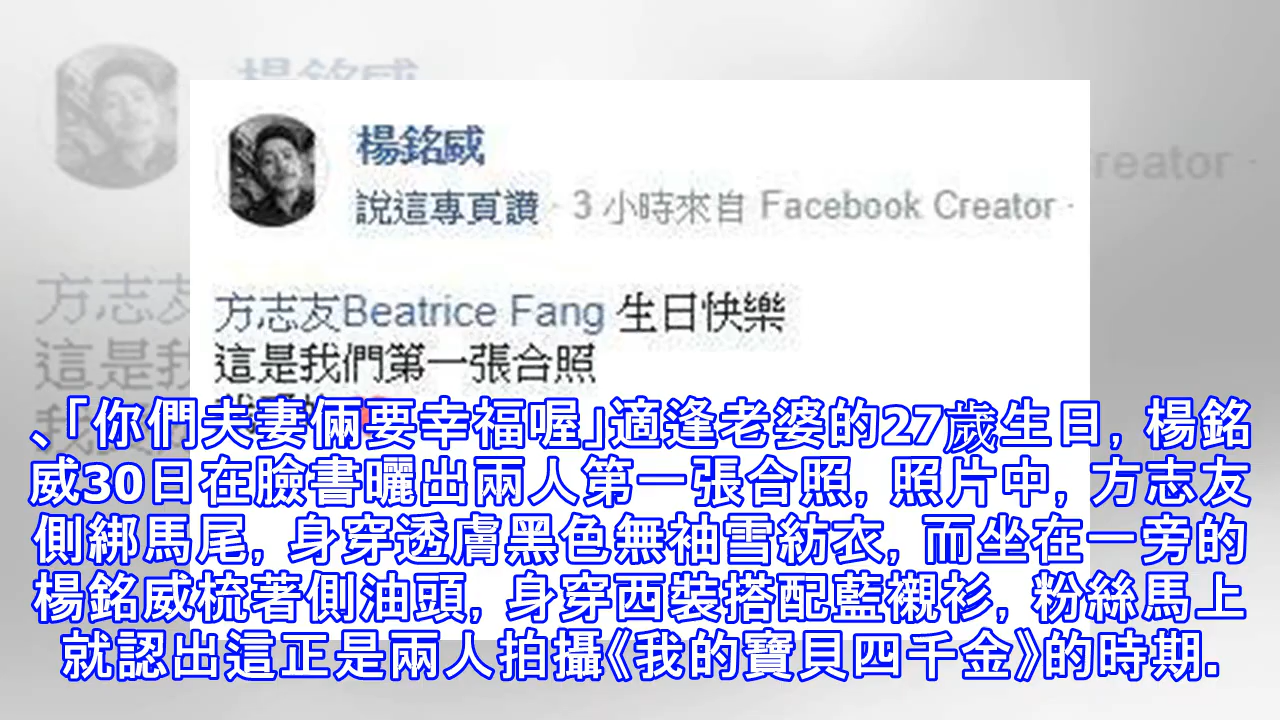 楊銘威
說這專頁讚 · 3 小時來自 Facebook Creator ·
方志友Beatrice Fang 生日快樂
這是我們第一張合照
、「你們夫妻倆要幸福喔」適逢老婆的27歲生日, 楊銘
威30日在臉書曬出兩人第一張合照, 照片中, 方志友
側綁馬尾, 身穿透膚黑色無袖雪紡衣, 而坐在一旁的
楊銘威梳著側油頭, 身穿西裝搭配藍襯衫, 粉絲馬上
就認出這正是兩人拍攝《我的寶貝四千金》的時期.